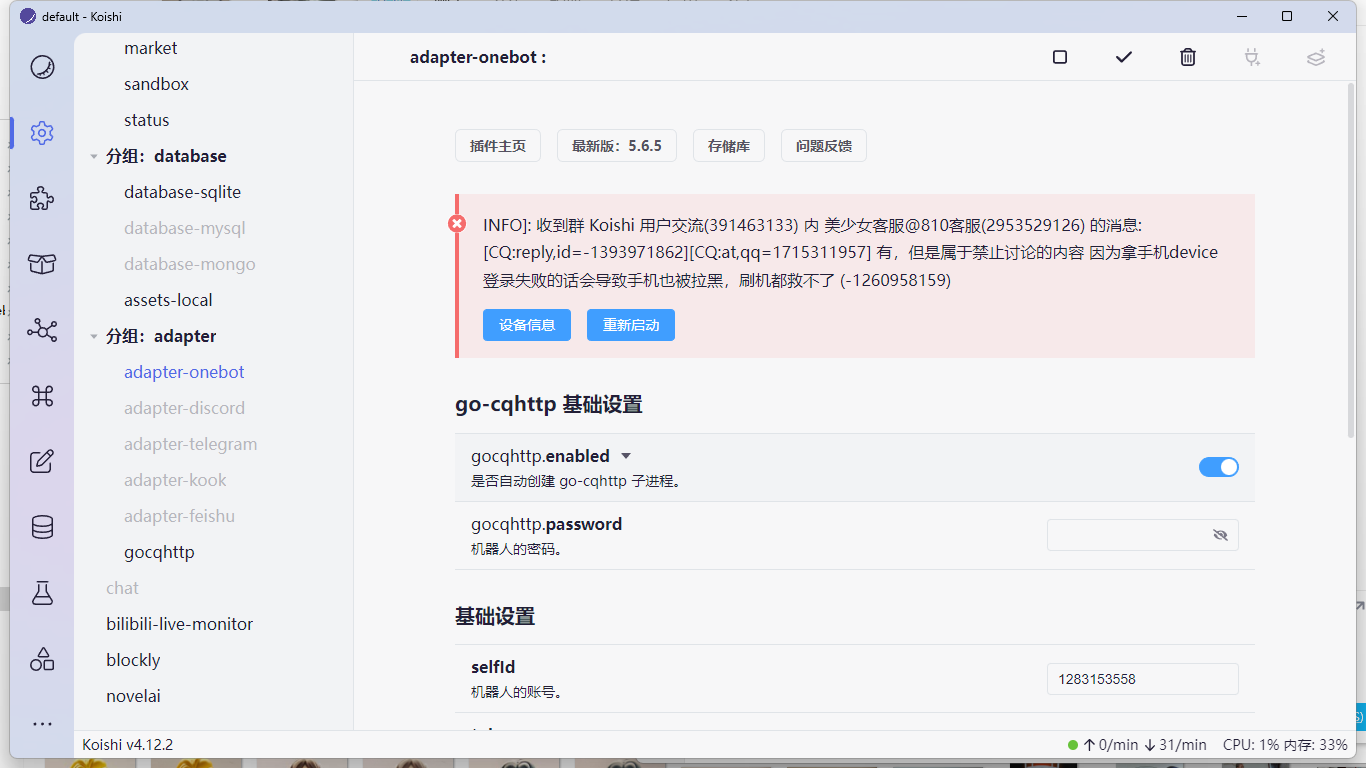 default - Koishi
market
sandbox
status
分组：database
database-sqlite
database-mysql
database-mongo
assets-local
分组：adapter
adapter-onebot
adapter-discord
adapter-telegram
adapter-kook
adapter-feishu
gocqhttp
chat
bilibili-live-monitor
blockly
novelai
adapter-onebot :
插件主页
最新版：5.6.5
存储库
问题反馈
INFO]: 收到群 Koishi 用户交流(391463133) 内 美少女客服@810客服(2953529126) 的消息:
[CQ:reply,id=-1393971862][CQ:at,qq=1715311957] 有，但是属于禁止讨论的内容 因为拿手机device
登录失败的话会导致手机也被拉黑，刷机都救不了 (-1260958159)
设备信息
重新启动
go-cqhttp 基础设置
gocqhttp.enabled
是否自动创建 go-cqhttp 子进程。
gocqhttp.password
机器人的密码。
基础设置
selfId
机器人的账号。
1283153558
Koishi v4.12.2
0/min
31/min
CPU: 1% 内存: 33%